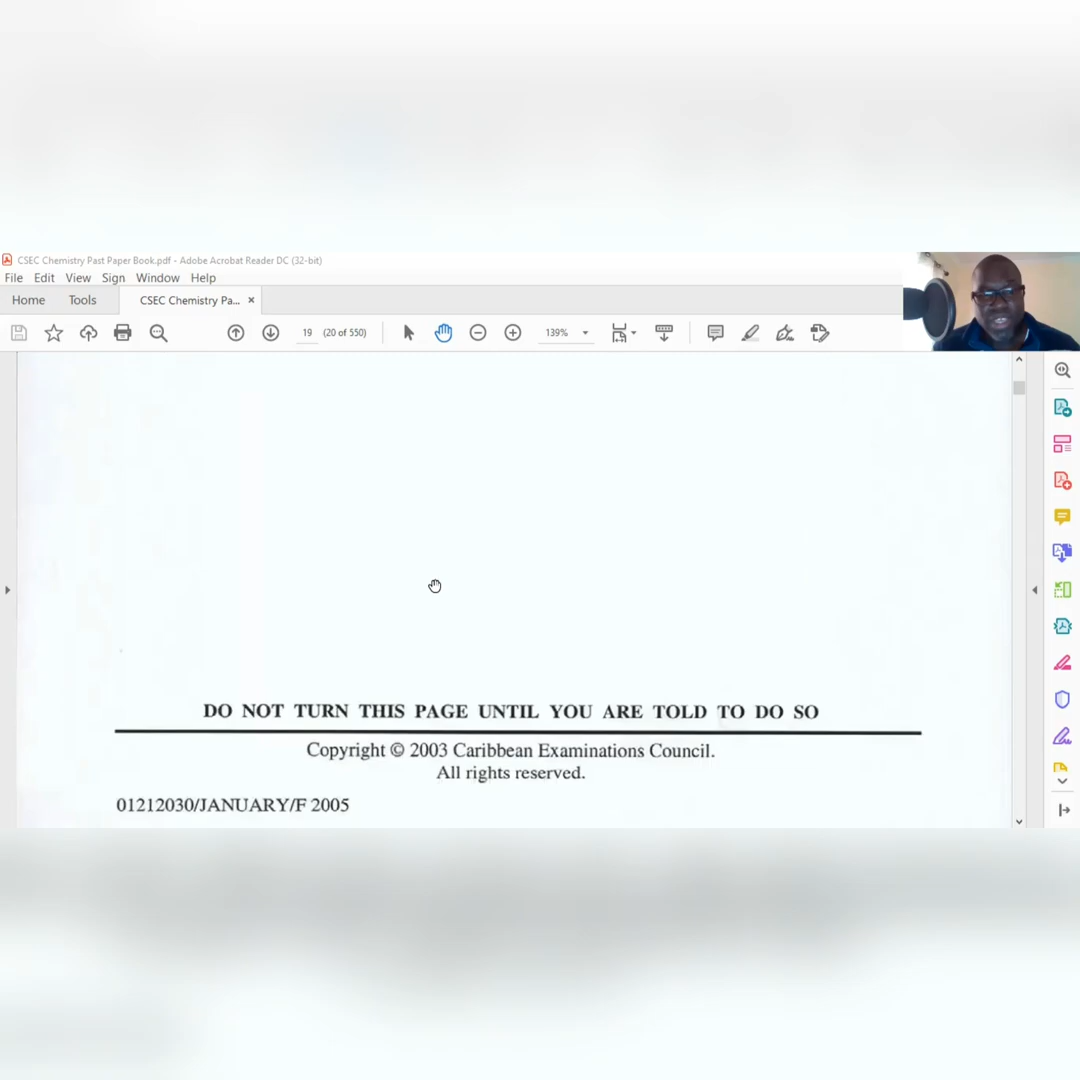 CSEC Chemistry Past Paper Book.pdf - Adobe Acrobat Reader DC (32-bit)
File Edit View Sign Window Help
Home Tools CSEC Chemistry Pa... ×
19 (20 of 550) 139%
DO NOT TURN THIS PAGE UNTIL YOU ARE TOLD TO DO SO
Copyright © 2003 Caribbean Examinations Council.
All rights reserved.
01212030/JANUARY/F 2005